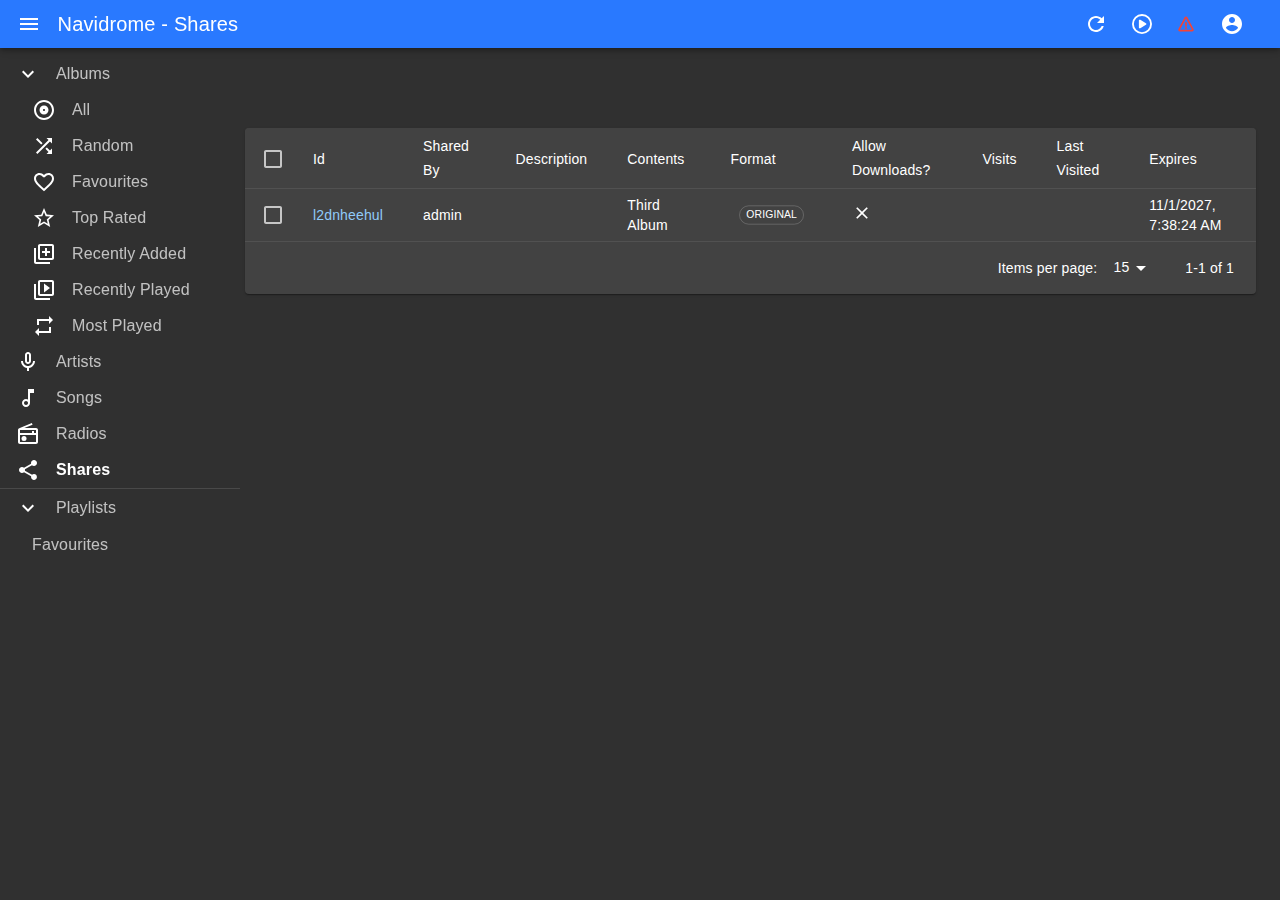 Navidrome - Shares
Albums
All
Random
Favourites
Top Rated
Recently Added
Recently Played
Most Played
Artists
Songs
Radios
Shares
Playlists
Favourites
Id
Shared
By
Description
Contents
Format
Allow
Downloads?
Visits
Last
Visited
Expires
l2dnheehul
admin
Third
Album
ORIGINAL
11/1/2027,
7:38:24 AM
Items per page: 15
1-1 of 1